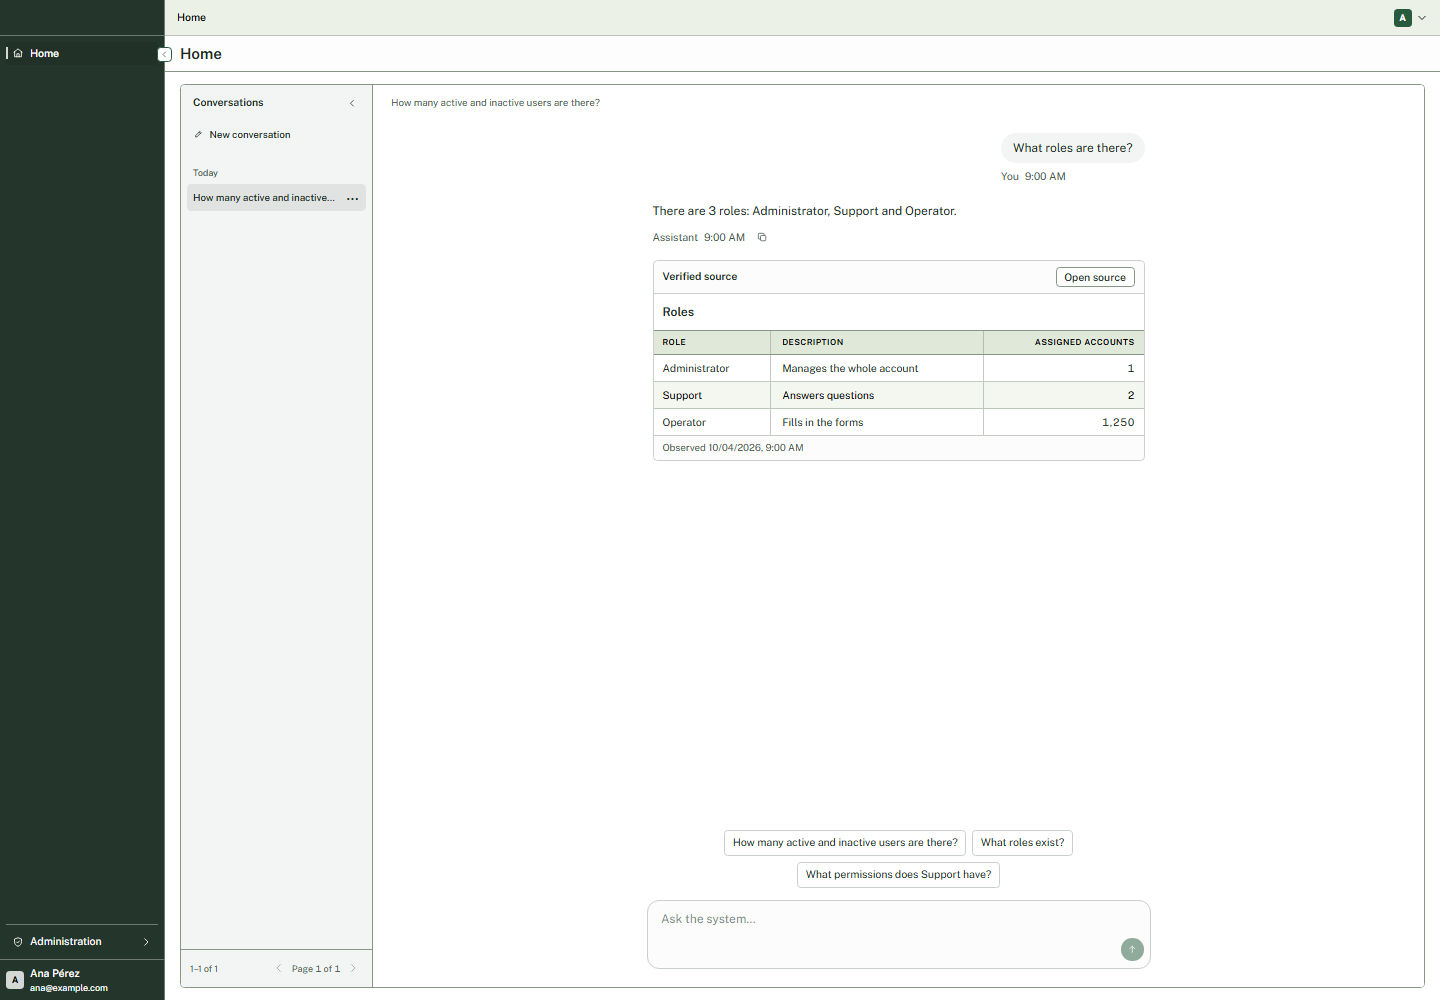 Home
A
Home
Home
Conversations
New conversation
Today
How many active and inactive...
How many active and inactive users are there?
What roles are there?
You 9:00 AM
There are 3 roles: Administrator, Support and Operator.
Assistant 9:00 AM
Verified source
Open source
Roles
ROLE DESCRIPTION ASSIGNED ACCOUNTS
Administrator Manages the whole account 1
Support Answers questions 2
Operator Fills in the forms 1,250
Observed 10/04/2026, 9:00 AM
How many active and inactive users are there?
What roles exist?
What permissions does Support have?
Ask the system...
Administration
A
Ana Pérez
ana@example.com
1–1 of 1
Page 1 of 1